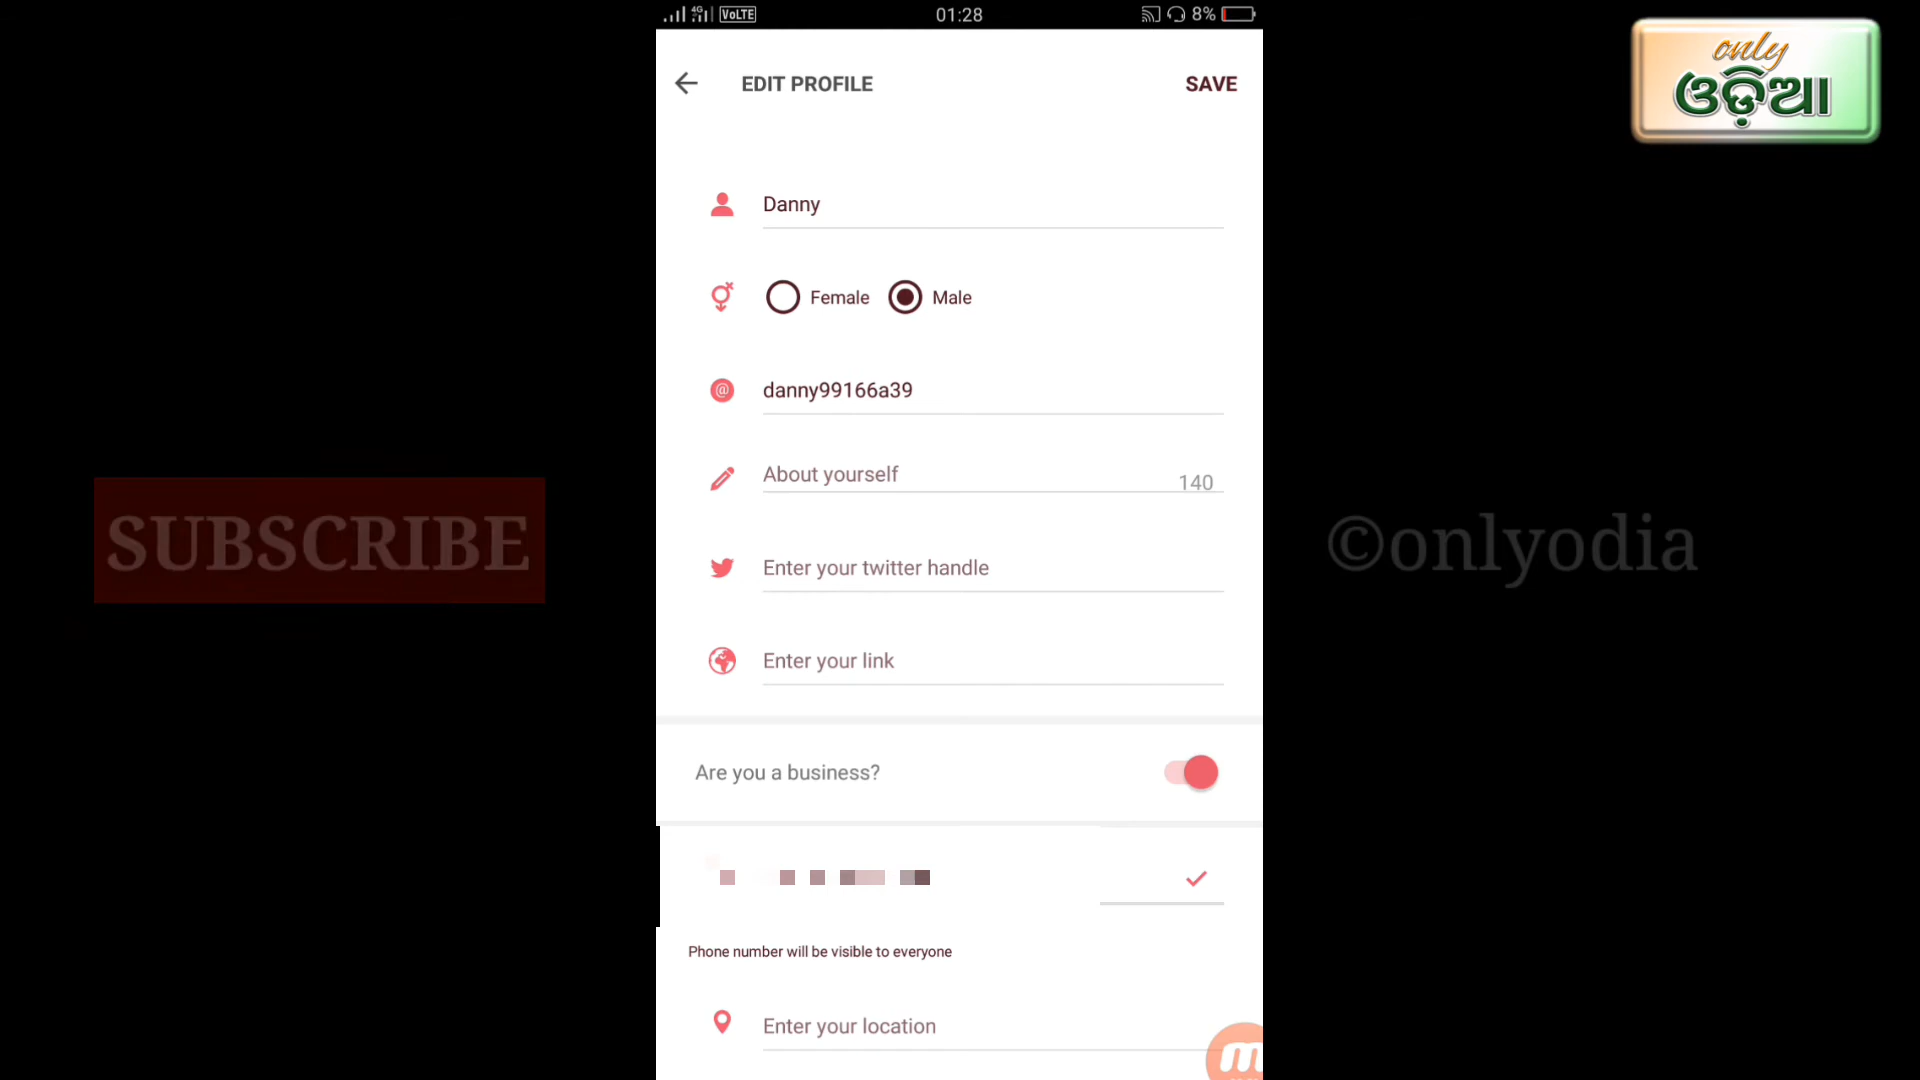 4G VoLTE 01:28 8%
only
ଓଡ଼ିଆ
EDIT PROFILE SAVE
Danny
Female Male
danny99166a39
About yourself 140
SUBSCRIBE
©onlyodia
Enter your twitter handle
Enter your link
Are you a business?
Phone number will be visible to everyone
Enter your location